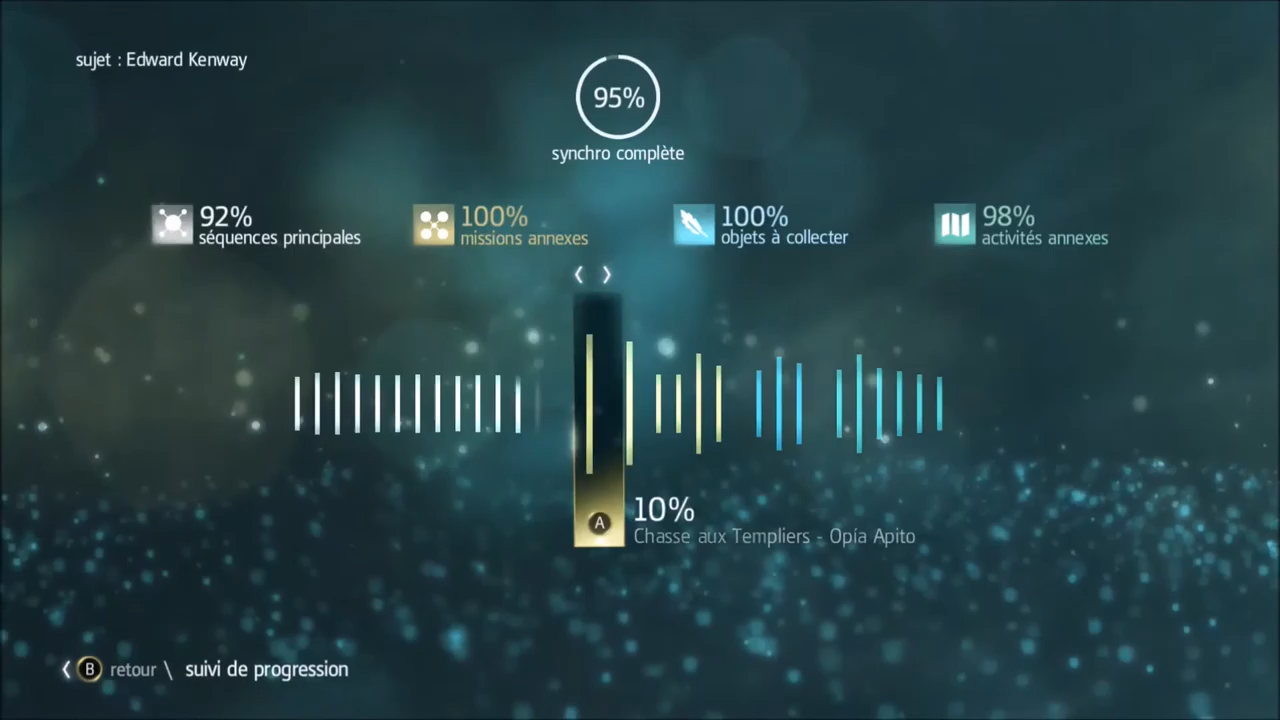 sujet : Edward Kenway
95%
synchro complète
92%
séquences principales
100%
missions annexes
100%
objets à collecter
98%
activités annexes
A
10%
Chasse aux Templiers - Opía Apito
B retour \ suivi de progression